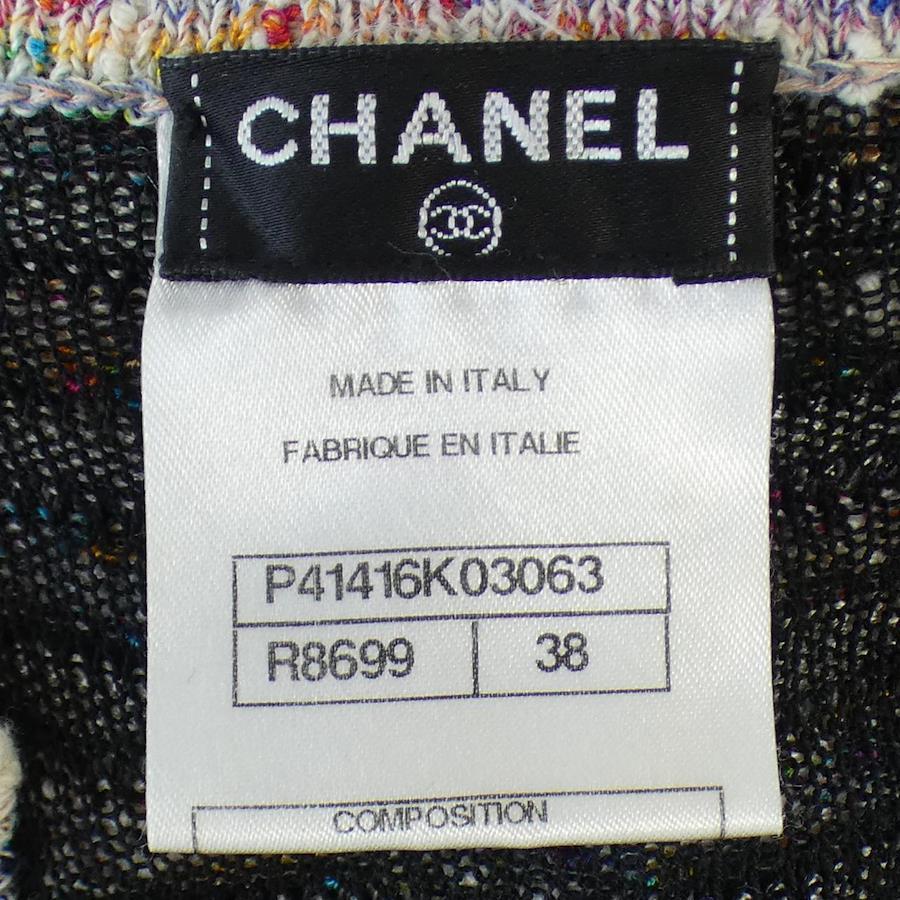 CHANEL
MADE IN ITALY
FABRIQUE EN ITALIE
P41416K03063
R8699 38
COMPOSITION